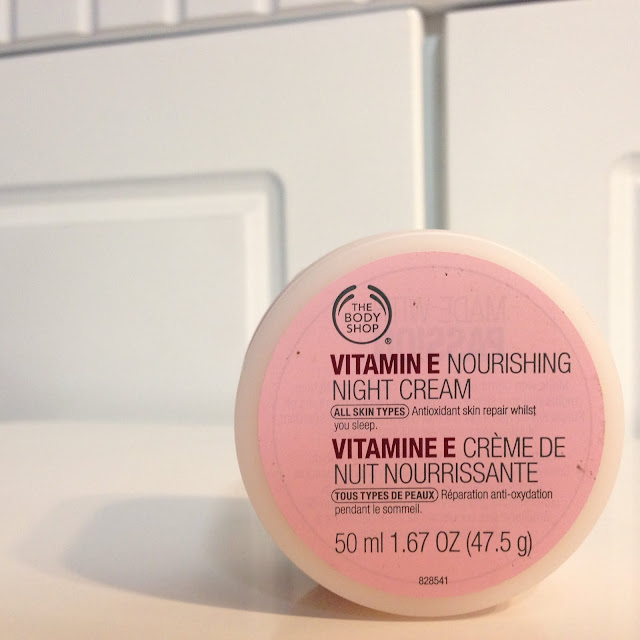 THE
BODY
SHOP
®
VITAMIN E NOURISHING
NIGHT CREAM
ALL SKIN TYPES Antioxidant skin repair whilst
you sleep.
VITAMINE E CRÈME DE
NUIT NOURRISSANTE
TOUS TYPES DE PEAUX Réparation anti-oxydation
pendant le sommeil.
50 ml 1.67 OZ (47.5 g)
828541